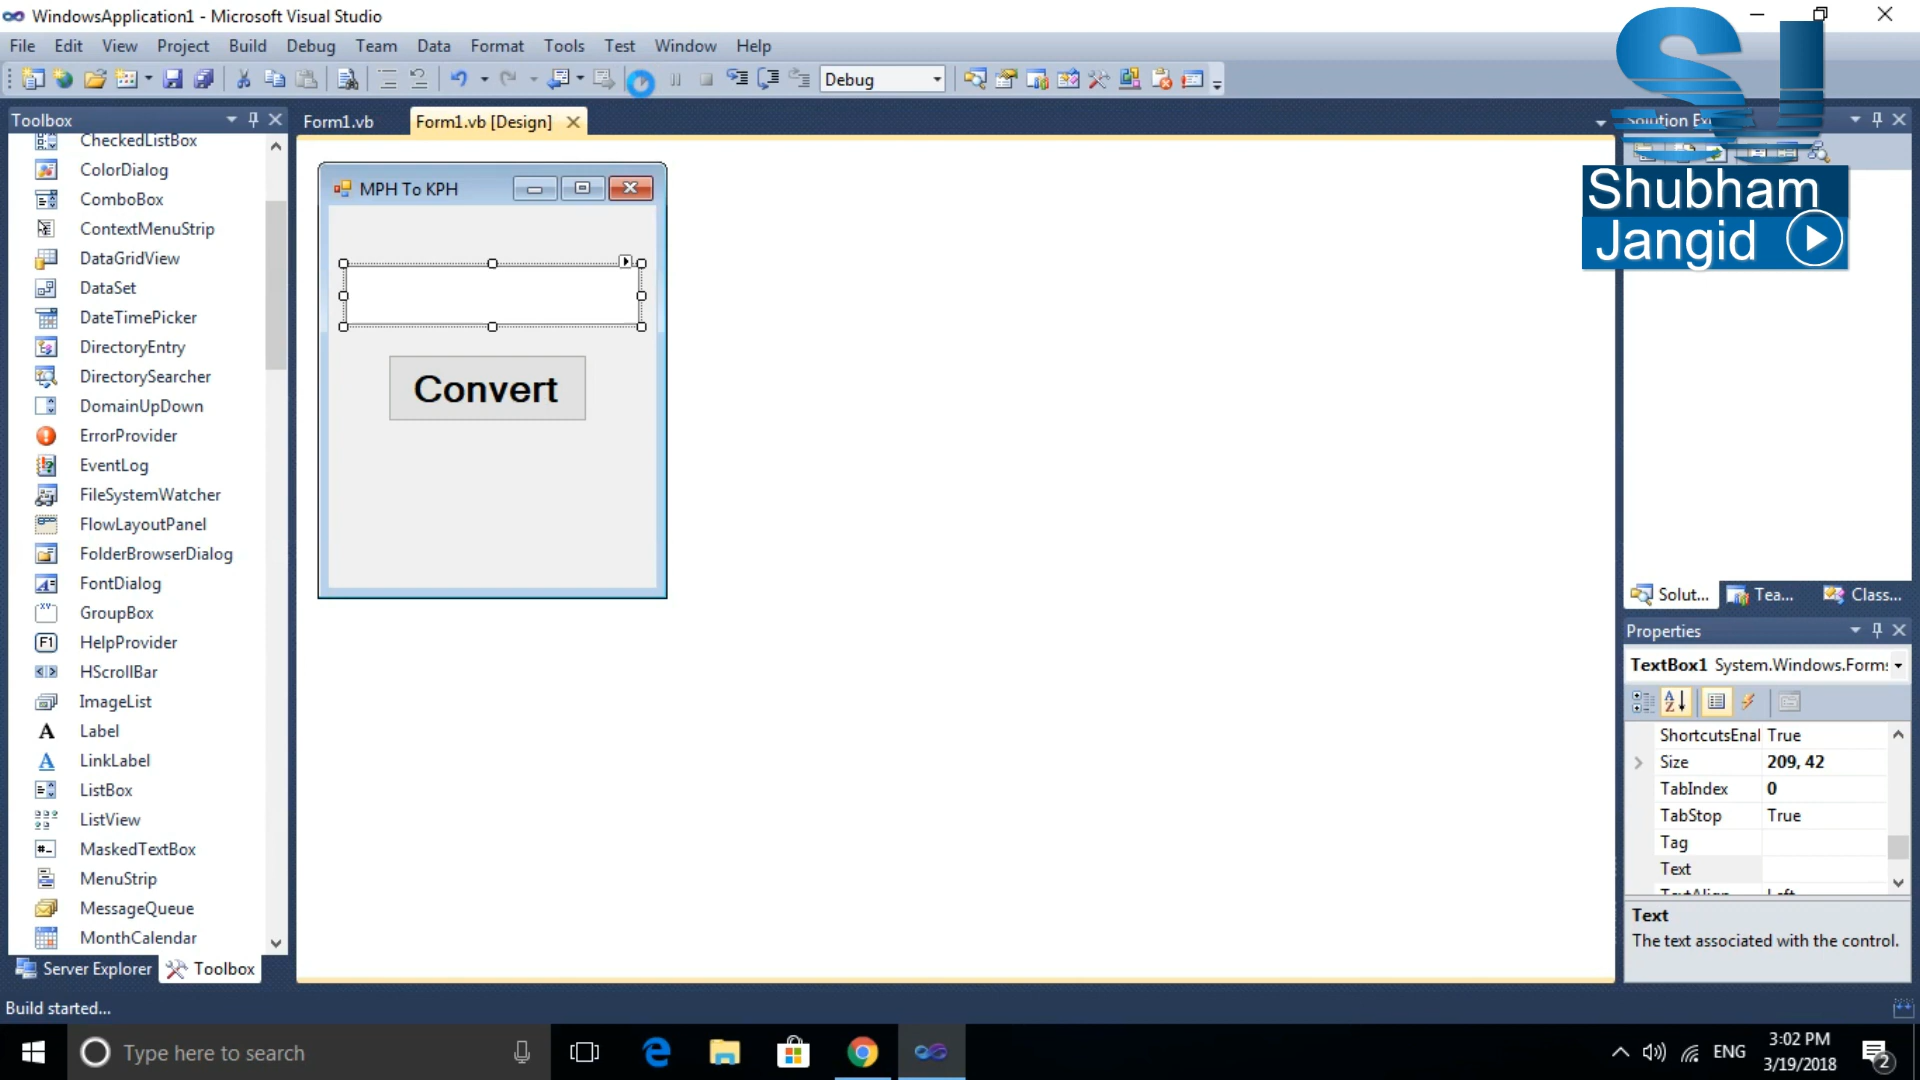 WindowsApplication1 - Microsoft Visual Studio
File Edit View Project Build Debug Team Data Format Tools Test Window Help
Debug
SJ
Shubham
Jangid
Toolbox
CheckedListBox
ColorDialog
ComboBox
ContextMenuStrip
DataGridView
DataSet
DateTimePicker
DirectoryEntry
DirectorySearcher
DomainUpDown
ErrorProvider
EventLog
FileSystemWatcher
FlowLayoutPanel
FolderBrowserDialog
FontDialog
GroupBox
HelpProvider
HScrollBar
ImageList
Label
LinkLabel
ListBox
ListView
MaskedTextBox
MenuStrip
MessageQueue
MonthCalendar
Server Explorer Toolbox
Form1.vb Form1.vb [Design]
MPH To KPH
Convert
Solution Ex
Solut... Tea... Class...
Properties
TextBox1 System.Windows.Form
ShortcutsEnal True
Size 209, 42
TabIndex 0
TabStop True
Tag
Text
Text
The text associated with the control.
Build started...
Type here to search
ENG
3:02 PM
3/19/2018
2